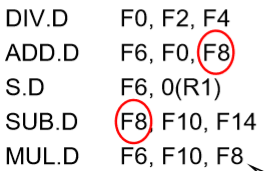 DIV.D F0, F2, F4
ADD.D F6, F0, F8
S.D F6, 0(R1)
SUB.D F8, F10, F14
MUL.D F6, F10, F8